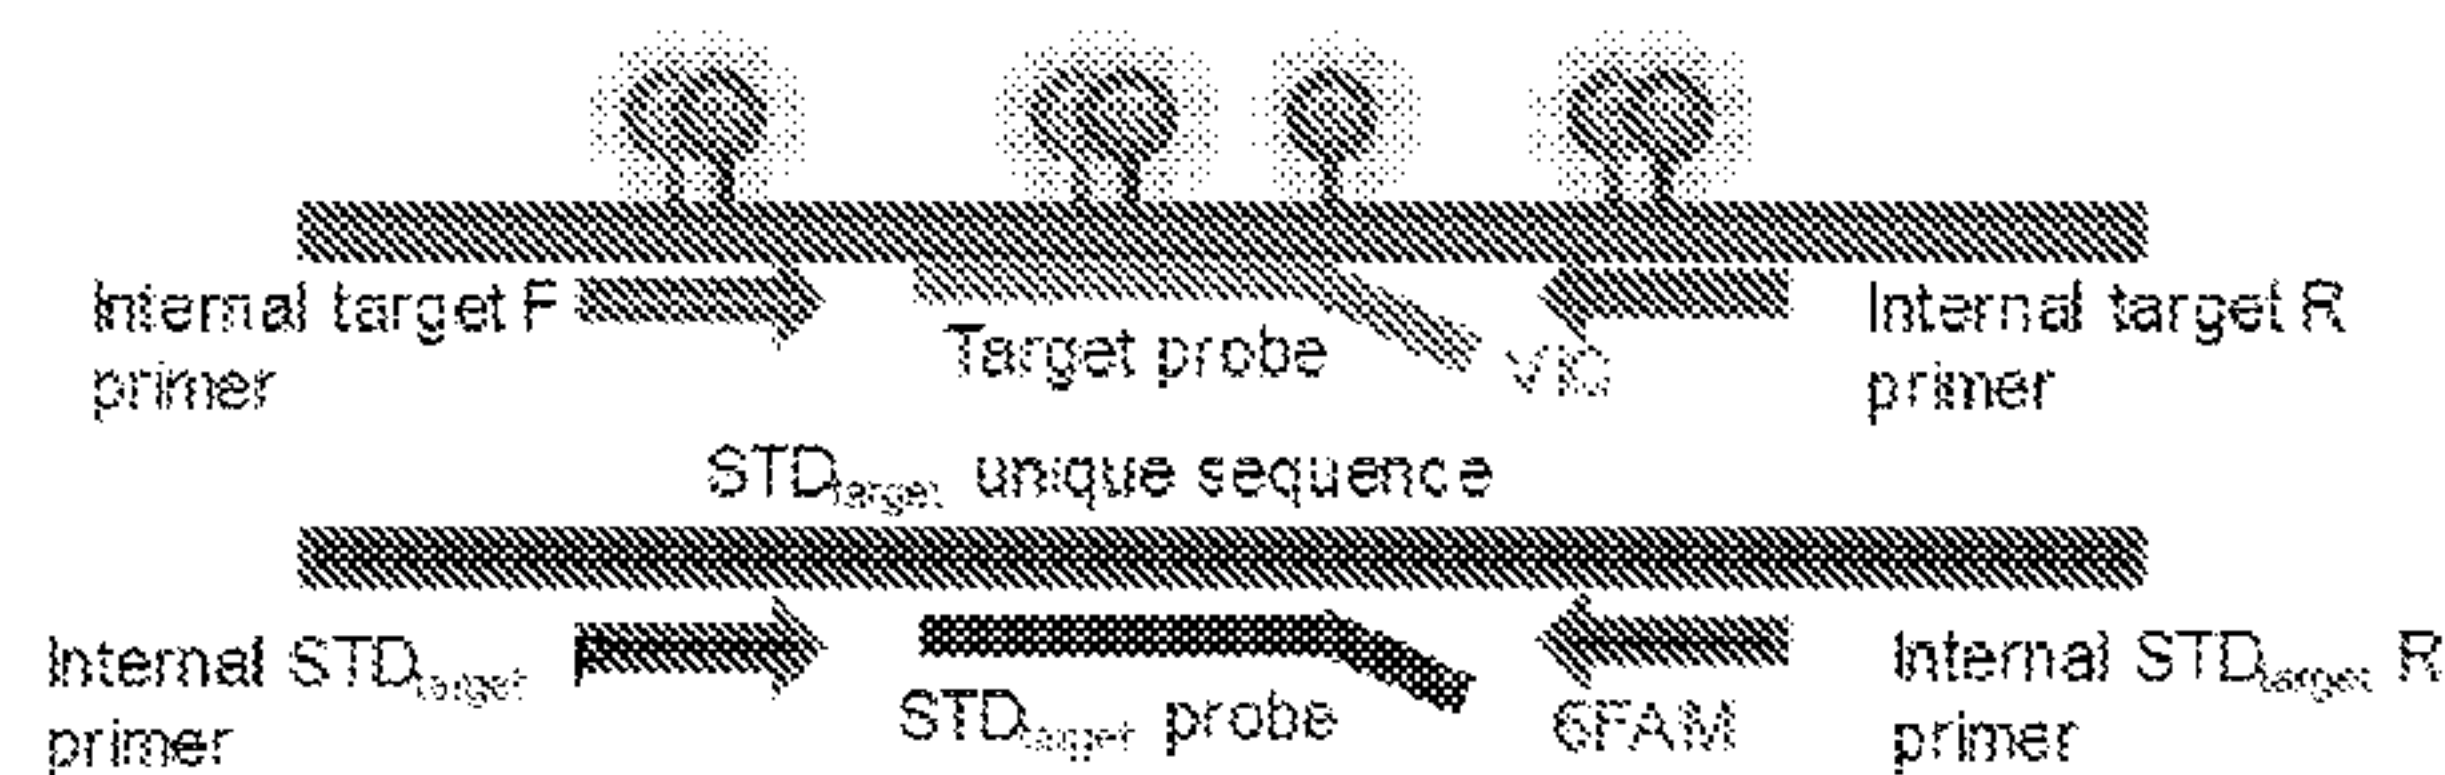 Internal target F
primer
Target probe
VIC
Internal target R
primer
STDtarget unique sequence
Internal STDtarget F
primer
STDtarget probe
6FAM
Internal STDtarget R
primer